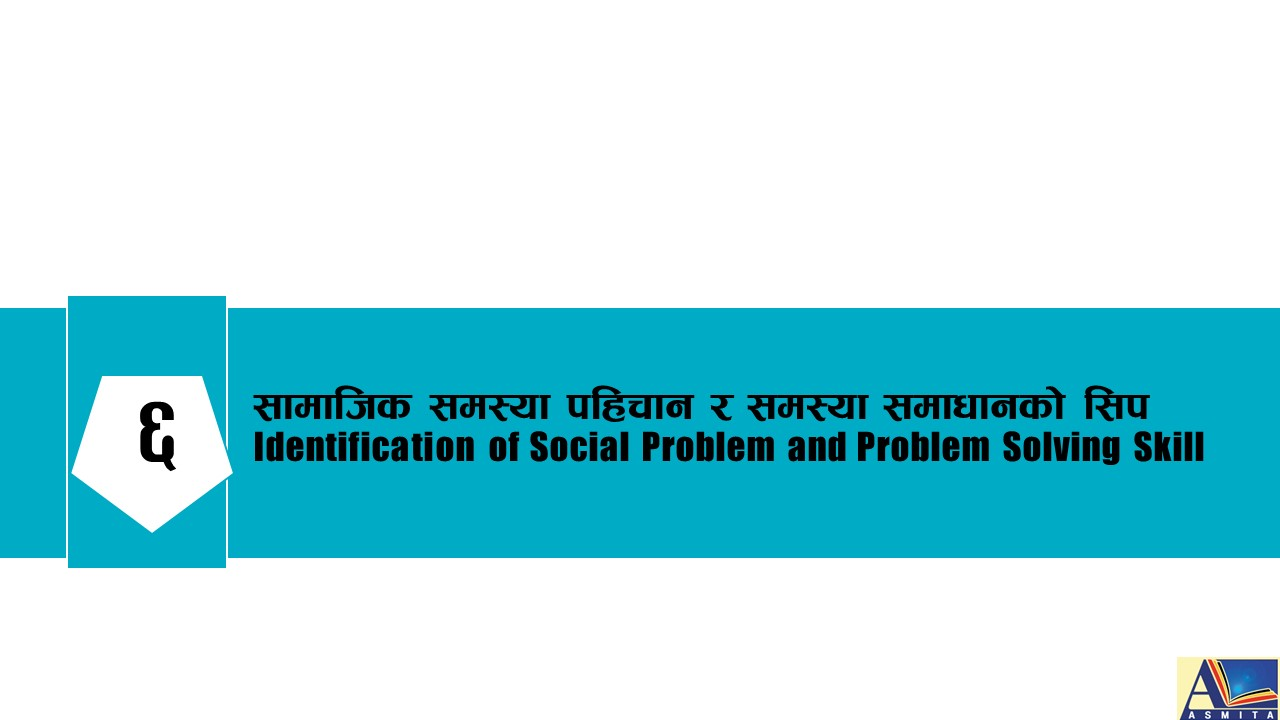 ६
सामाजिक समस्या पहिचान र समस्या समाधानको सिप
Identification of Social Problem and Problem Solving Skill
ASMITA